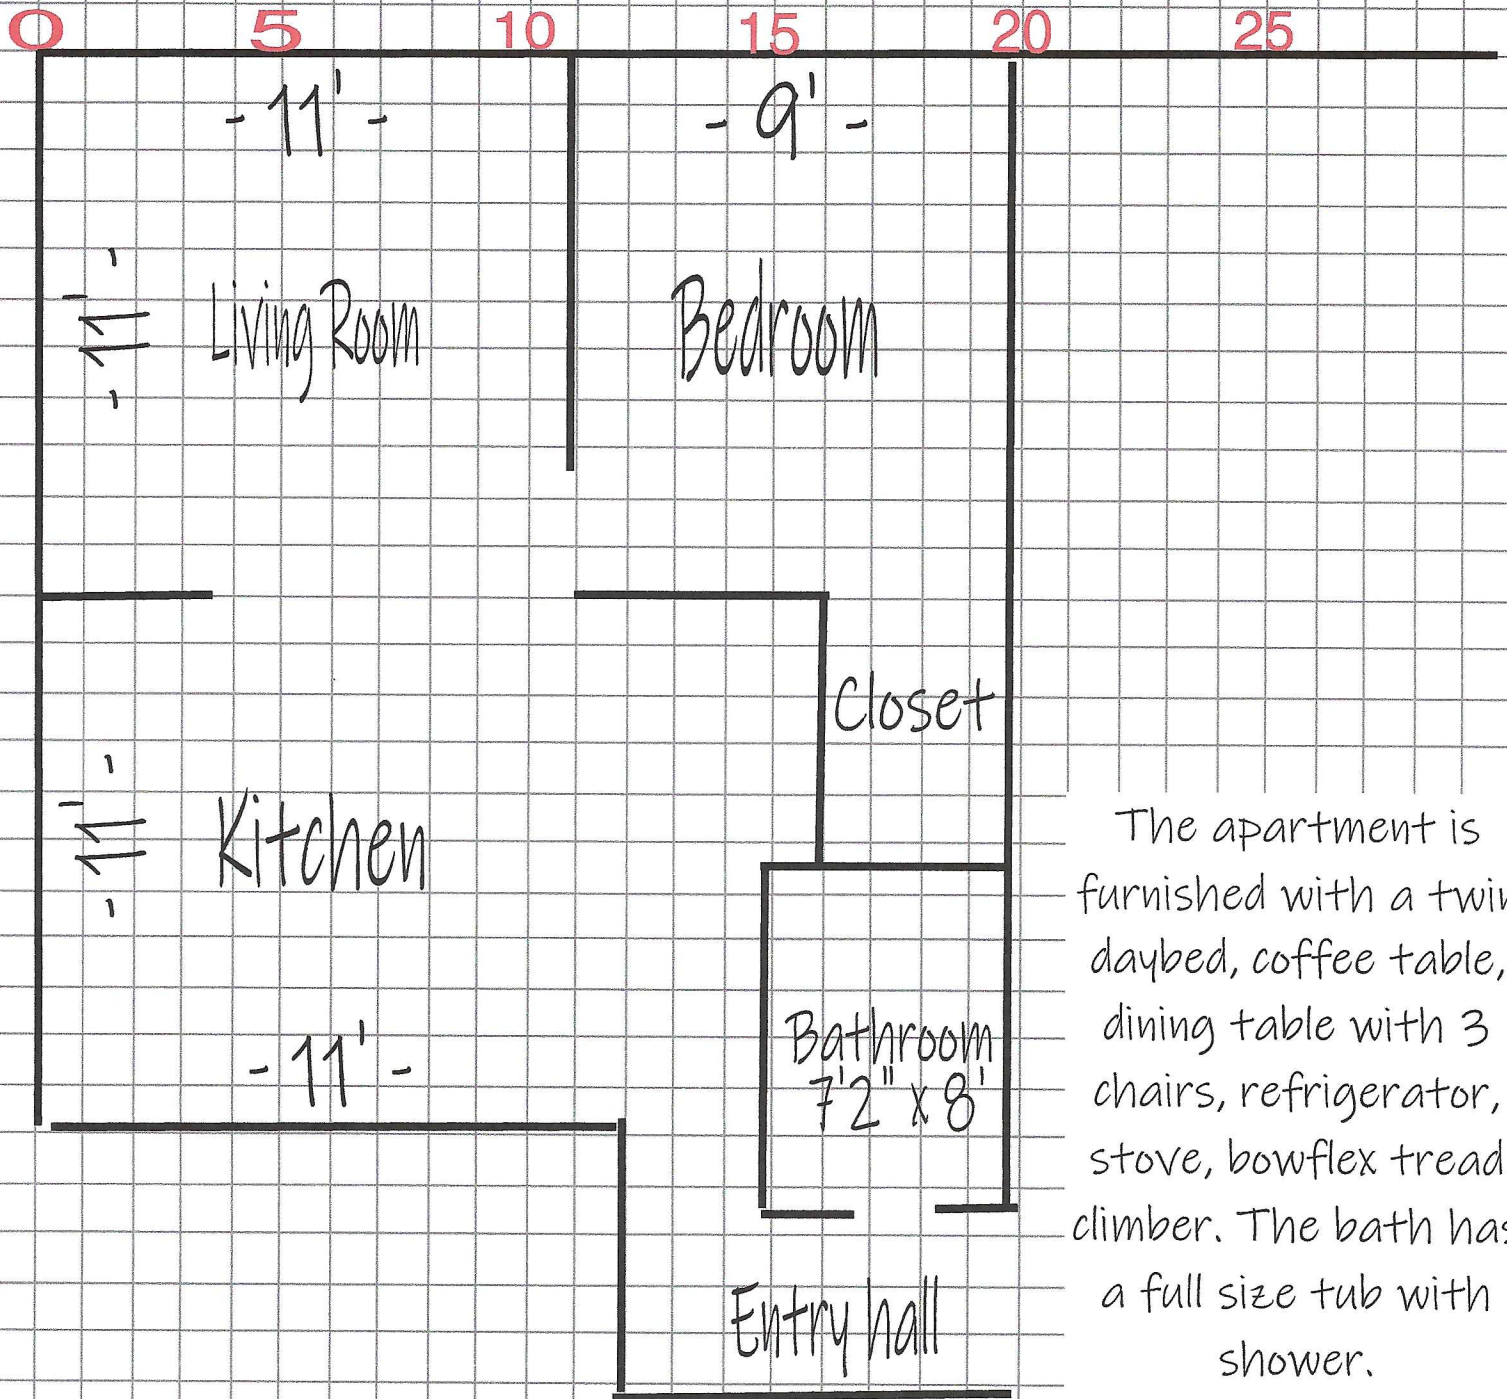 0 5 10 15 20 25
- 11' - - 9' -
- 11' -
Living Room
Bedroom
Closet
- 11' -
Kitchen
- 11' -
Bathroom
7'2" x 8'
Entry hall
The apartment is
furnished with a twin
daybed, coffee table,
dining table with 3
chairs, refrigerator,
stove, bowflex tread
climber. The bath has
a full size tub with
shower.